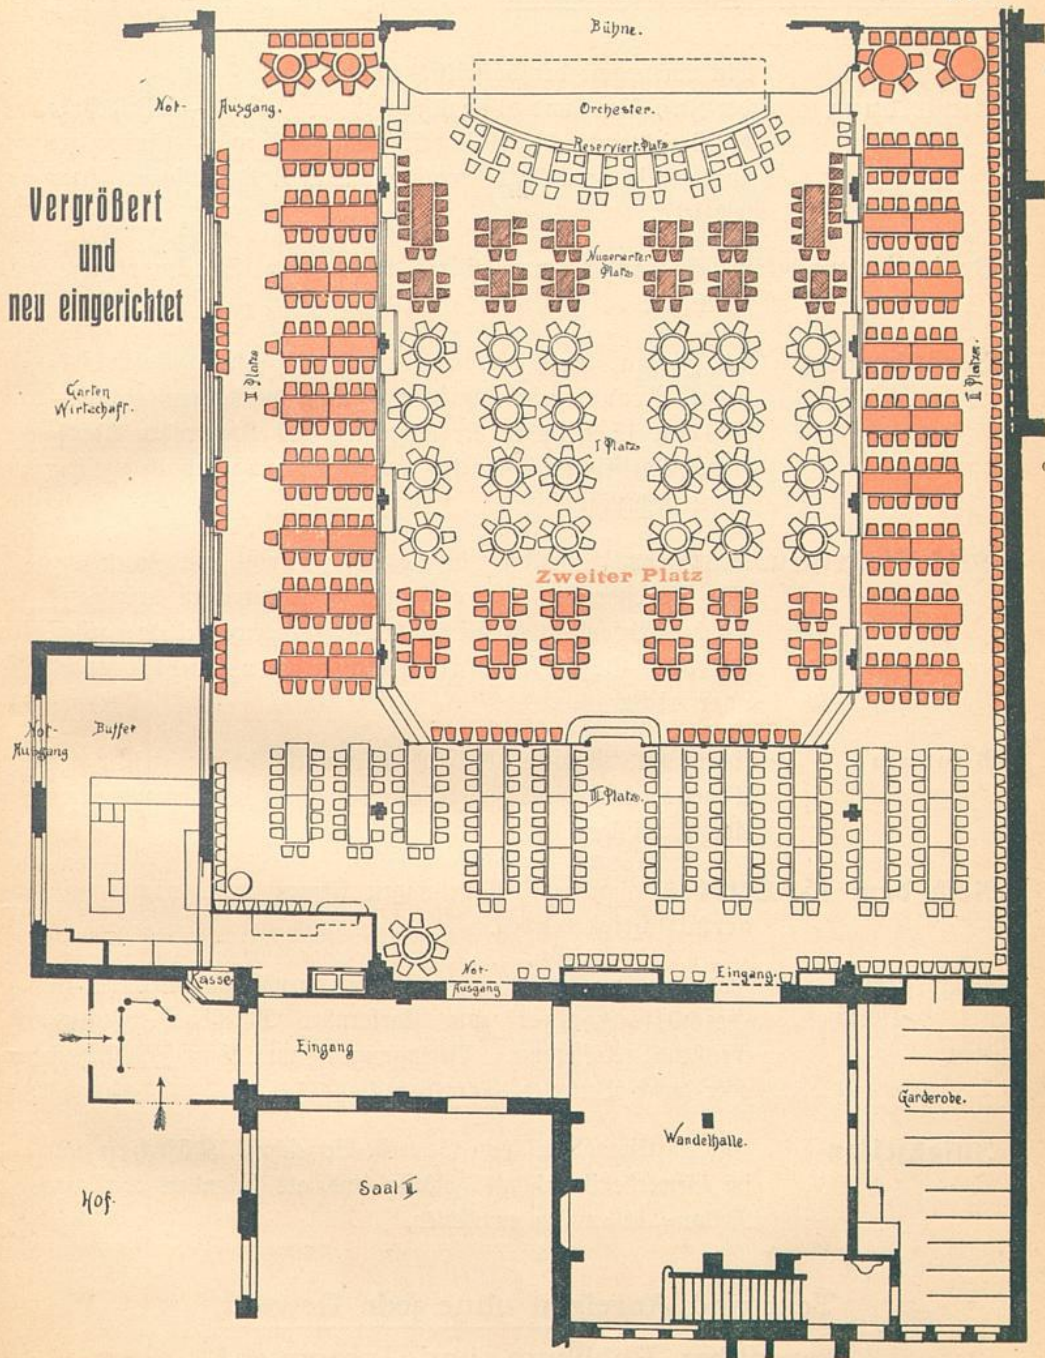 Bühne.
Not-
Ausgang.
Orchester.
Reserviert. Platz
Vergrößert
und
neu eingerichtet
Numerierter
Platz
II Platz
II Platz.
Garten
Wirtschaft.
I Platz
Zweiter Platz
Not-
Ausgang
Buffet
III. Platz.
Kasse
Not-
Ausgang
Eingang.
Eingang
Garderobe.
Wandelhalle.
Saal II
Hof.